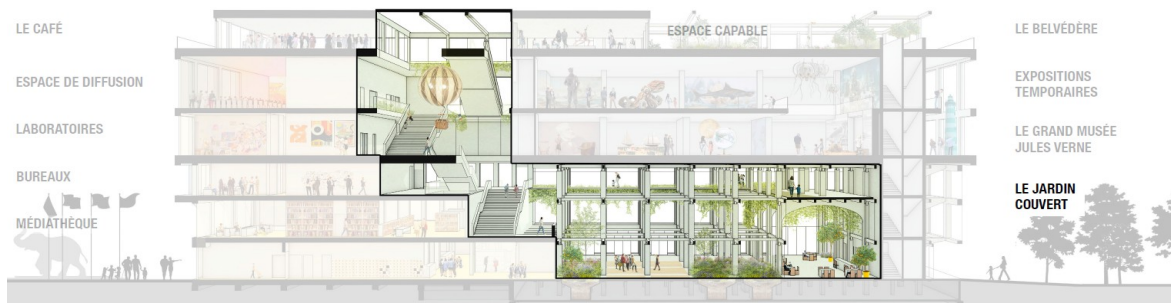 LE CAFÉ
ESPACE DE DIFFUSION
LABORATOIRES
BUREAUX
MÉDIATHÈQUE
ESPACE CAPABLE
LE BELVÉDÈRE
EXPOSITIONS
TEMPORAIRES
LE GRAND MUSÉE
JULES VERNE
LE JARDIN
COUVERT